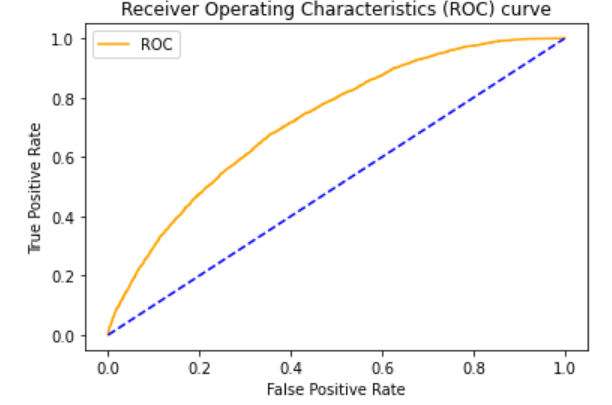 Receiver Operating Characteristics (ROC) curve
ROC
True Positive Rate
1.0
0.8
0.6
0.4
0.2
0.0
0.0 0.2 0.4 0.6 0.8 1.0
False Positive Rate